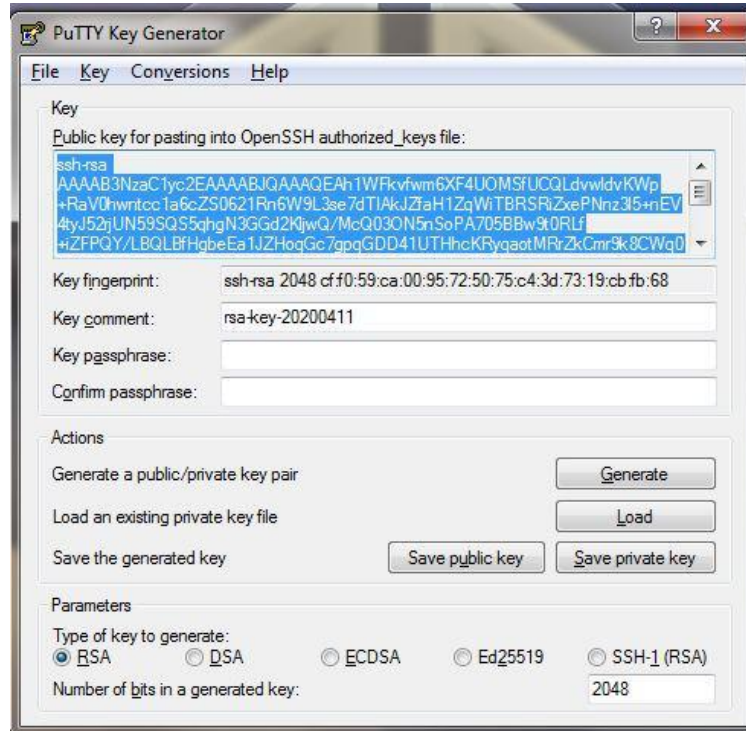 PuTTY Key Generator
File Key Conversions Help
Key
Public key for pasting into OpenSSH authorized_keys file:
ssh-rsa
AAAAB3NzaC1yc2EAAAABJQAAAQEAh1WFkvfwm6XF4UOMSfUCQLdvwldvKWp
+RaV0hwntcc1a6cZS0621Rn6W9L3se7dTIAkJZfaH1ZqWiTBRSRiZxePNnz3I5+nEV
4tyJ52rjUN59SQS5qhgN3GGd2KljwQ/McQ03ON5nSoPA705BBw9t0RLf
+iZFPQY/LBQLBfHgbeEa1JZHoqGc7gpqGDD41UTHhcKRyqaotMRrZkCmr9k8CWq0
Key fingerprint: ssh-rsa 2048 cf:f0:59:ca:00:95:72:50:75:c4:3d:73:19:cb:fb:68
Key comment: rsa-key-20200411
Key passphrase:
Confirm passphrase:
Actions
Generate a public/private key pair Generate
Load an existing private key file Load
Save the generated key Save public key Save private key
Parameters
Type of key to generate:
RSA DSA ECDSA Ed25519 SSH-1 (RSA)
Number of bits in a generated key: 2048